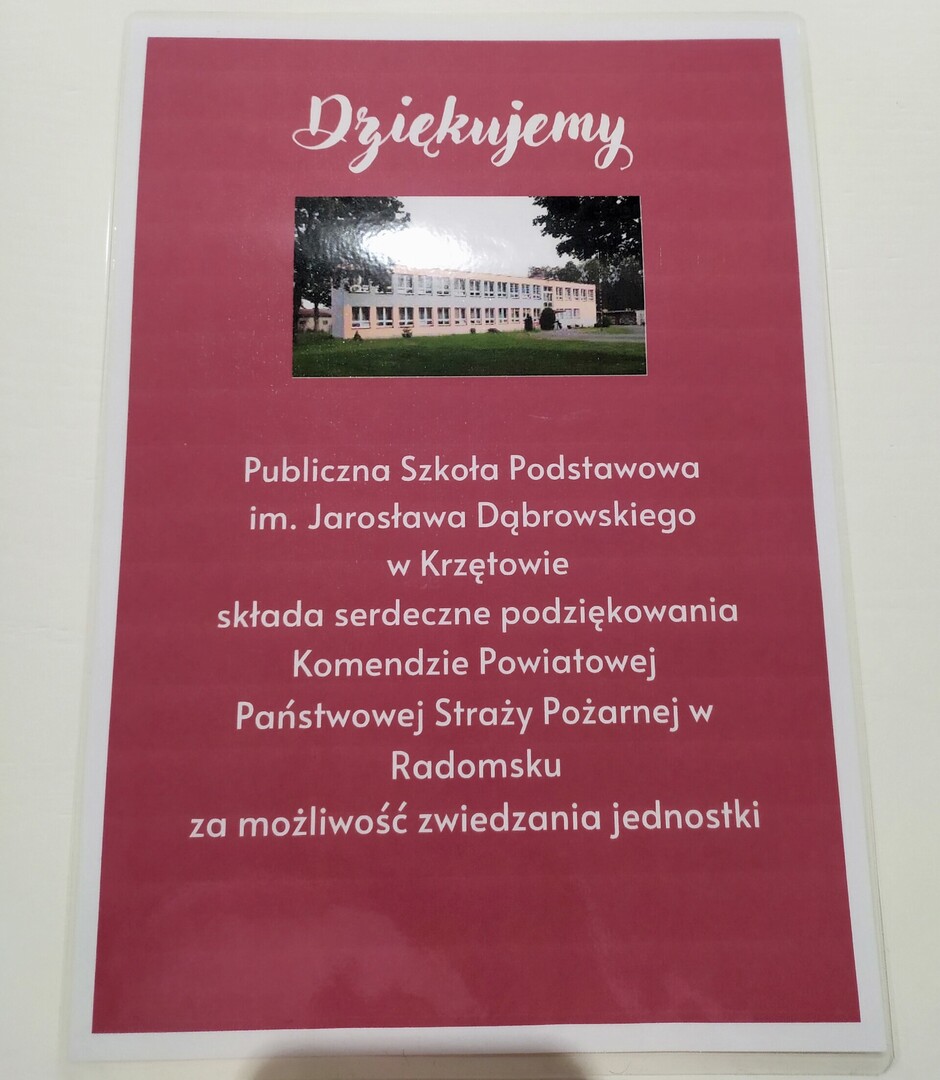 Dziękujemy
Publiczna Szkoła Podstawowa
im. Jarosława Dąbrowskiego
w Krzętowie
składa serdeczne podziękowania
Komendzie Powiatowej
Państwowej Straży Pożarnej w
Radomsku
za możliwość zwiedzania jednostki